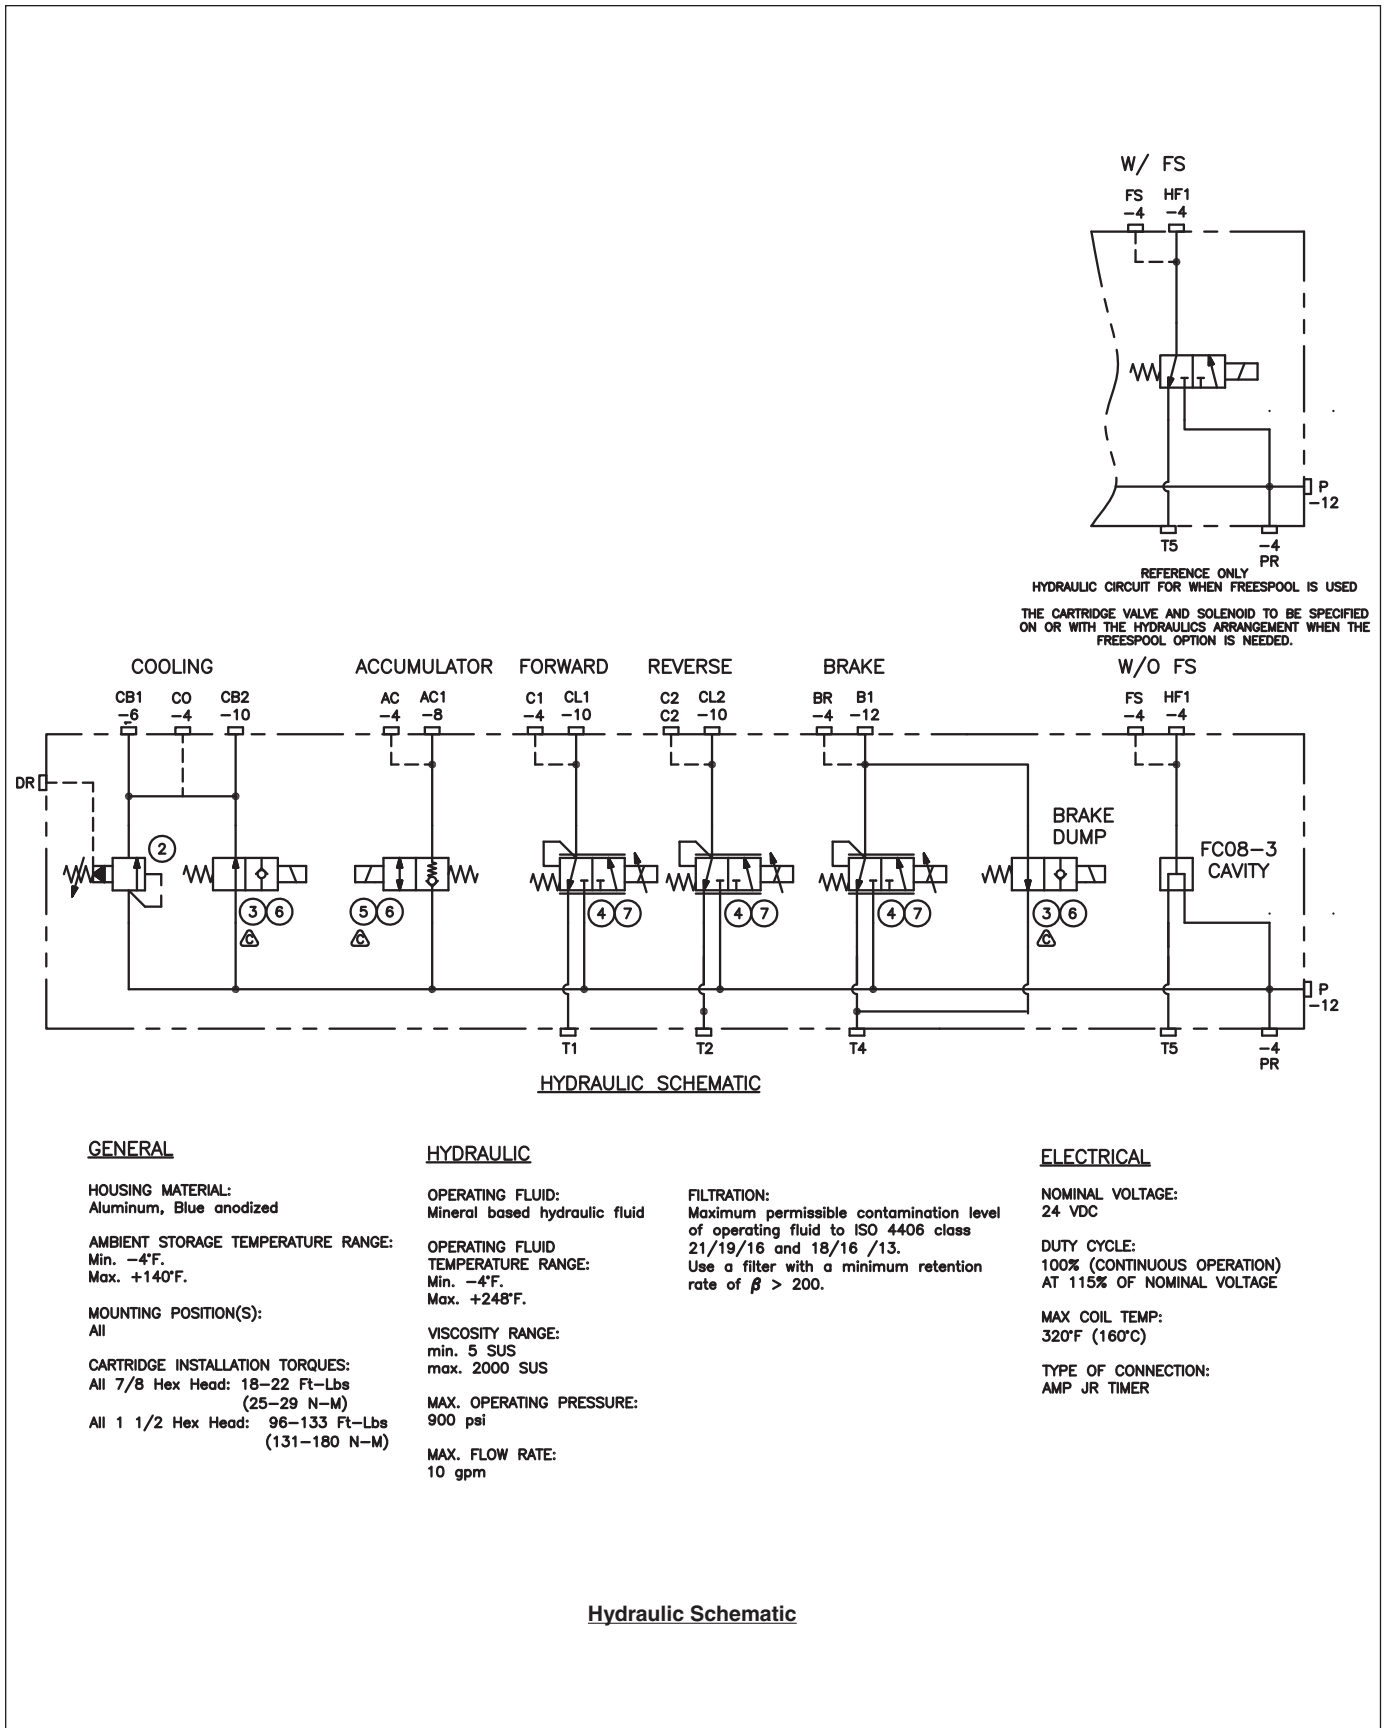 W/ FS
FS HF1
-4 -4
P
-12
T5 -4
PR
REFERENCE ONLY
HYDRAULIC CIRCUIT FOR WHEN FREESPOOL IS USED
THE CARTRIDGE VALVE AND SOLENOID TO BE SPECIFIED
ON OR WITH THE HYDRAULICS ARRANGEMENT WHEN THE
FREESPOOL OPTION IS NEEDED.
COOLING ACCUMULATOR FORWARD REVERSE BRAKE W/O FS
CB1 CO CB2 AC AC1 C1 CL1 C2 CL2 BR B1 FS HF1
-6 -4 -10 -4 -8 -4 -10 C2 -10 -4 -12 -4 -4
DR
BRAKE
DUMP
FC08-3
CAVITY
2
3 6 5 6 4 7 4 7 4 7 3 6
C C C
P
-12
T1 T2 T4 T5 -4
PR
HYDRAULIC SCHEMATIC
GENERAL
HOUSING MATERIAL:
Aluminum, Blue anodized
AMBIENT STORAGE TEMPERATURE RANGE:
Min. -4°F.
Max. +140°F.
MOUNTING POSITION(S):
All
CARTRIDGE INSTALLATION TORQUES:
All 7/8 Hex Head: 18-22 Ft-Lbs
(25-29 N-M)
All 1 1/2 Hex Head: 96-133 Ft-Lbs
(131-180 N-M)
HYDRAULIC
OPERATING FLUID:
Mineral based hydraulic fluid
OPERATING FLUID
TEMPERATURE RANGE:
Min. -4°F.
Max. +248°F.
VISCOSITY RANGE:
min. 5 SUS
max. 2000 SUS
MAX. OPERATING PRESSURE:
900 psi
MAX. FLOW RATE:
10 gpm
FILTRATION:
Maximum permissible contamination level
of operating fluid to ISO 4406 class
21/19/16 and 18/16 /13.
Use a filter with a minimum retention
rate of β > 200.
ELECTRICAL
NOMINAL VOLTAGE:
24 VDC
DUTY CYCLE:
100% (CONTINUOUS OPERATION)
AT 115% OF NOMINAL VOLTAGE
MAX COIL TEMP:
320°F (160°C)
TYPE OF CONNECTION:
AMP JR TIMER
Hydraulic Schematic